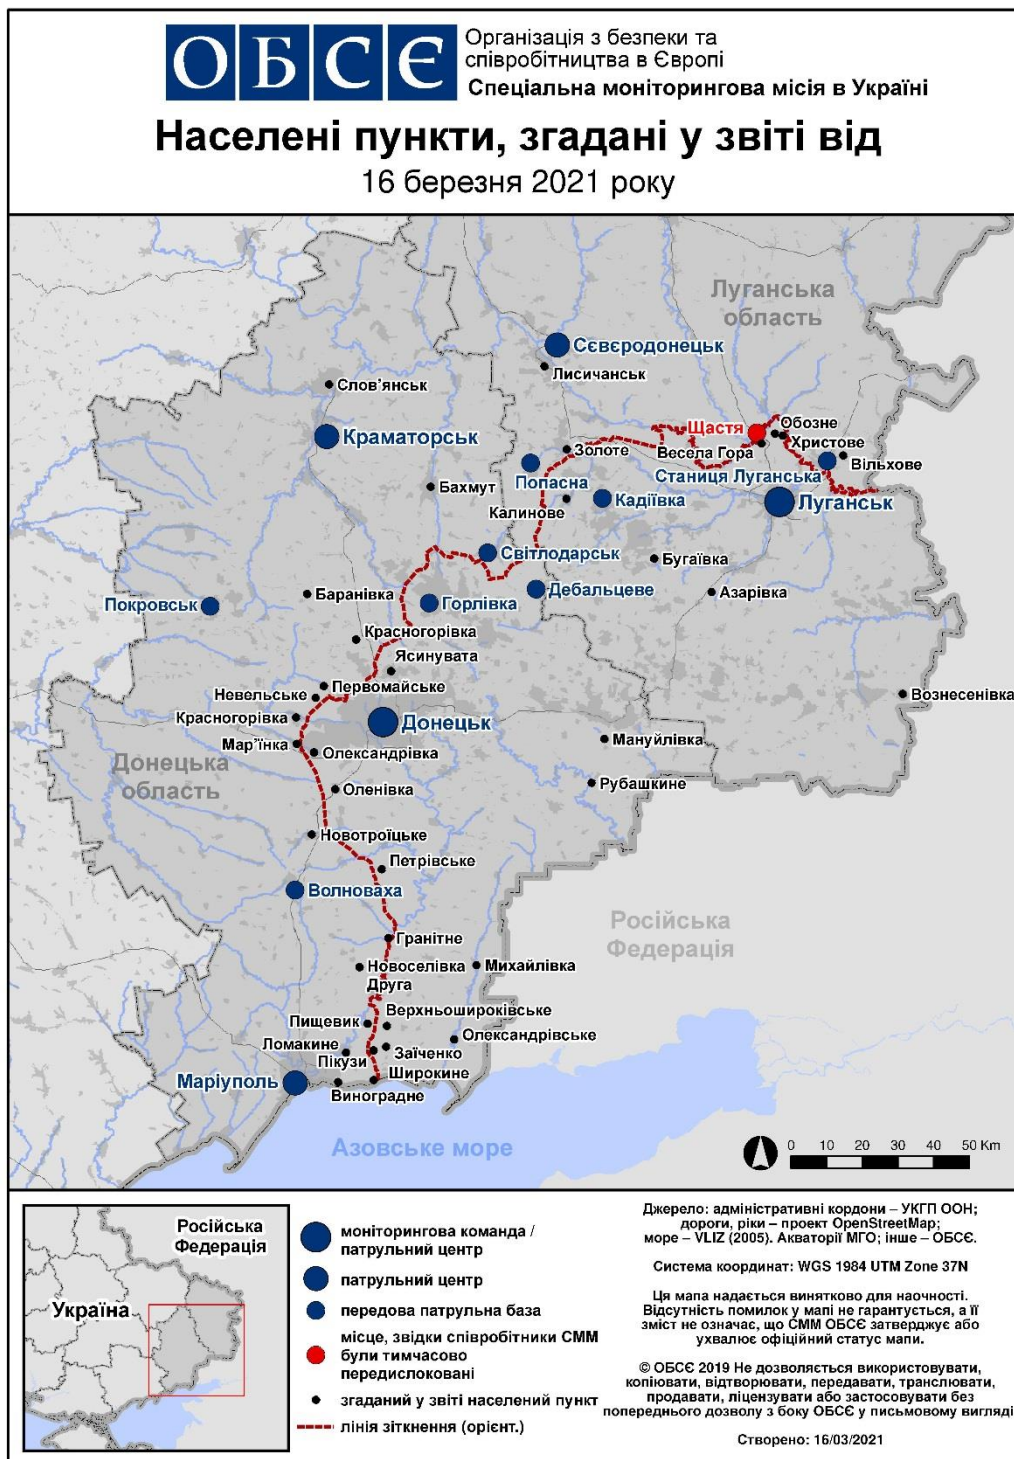 ОБСЄ
Організація з безпеки та
співробітництва в Європі
Спеціальна моніторингова місія в Україні
Населені пункти, згадані у звіті від
16 березня 2021 року
Луганська
область
Сєвєродонецьк
Лисичанськ
Слов'янськ
Краматорськ
Щастя
Обозне
Христове
Весела Гора
Вільхове
Золоте
Станиця Луганська
Попасна
Бахмут
Кадіївка
Луганськ
Калинове
Світлодарськ
Бугаївка
Дебальцеве
Азарівка
Баранівка
Горлівка
Покровськ
Красногорівка
Ясинувата
Первомайське
Невельське
Вознесенівка
Красногорівка
Донецьк
Мар'їнка
Мануйлівка
Олександрівка
Донецька
область
Рубашкине
Оленівка
Новотроїцьке
Петрівське
Волноваха
Російська
Федерація
Гранітне
Новоселівка
Друга
Михайлівка
Верхньошироківське
Пищевик
Олександрівське
Ломакине
Заїченко
Пікузи
Широкине
Маріуполь
Виноградне
Азовське море
0 10 20 30 40 50 Km
Російська
Федерація
Україна
моніторингова команда /
патрульний центр
патрульний центр
передова патрульна база
місце, звідки співробітники СММ
були тимчасово
передислоковані
згаданий у звіті населений пункт
лінія зіткнення (орієнт.)
Джерело: адміністративні кордони – УКГП ООН;
дороги, ріки – проект OpenStreetMap;
море – VLIZ (2005). Акваторії МГО; інше – ОБСЄ.
Система координат: WGS 1984 UTM Zone 37N
Ця мапа надається винятково для наочності.
Відсутність помилок у мапі не гарантується, а її
зміст не означає, що СММ ОБСЄ затверджує або
ухвалює офіційний статус мапи.
© ОБСЄ 2019 Не дозволяється використовувати,
копіювати, відтворювати, передавати, транслювати,
продавати, ліцензувати або застосовувати без
попереднього дозволу з боку ОБСЄ у письмовому вигляді
Створено: 16/03/2021